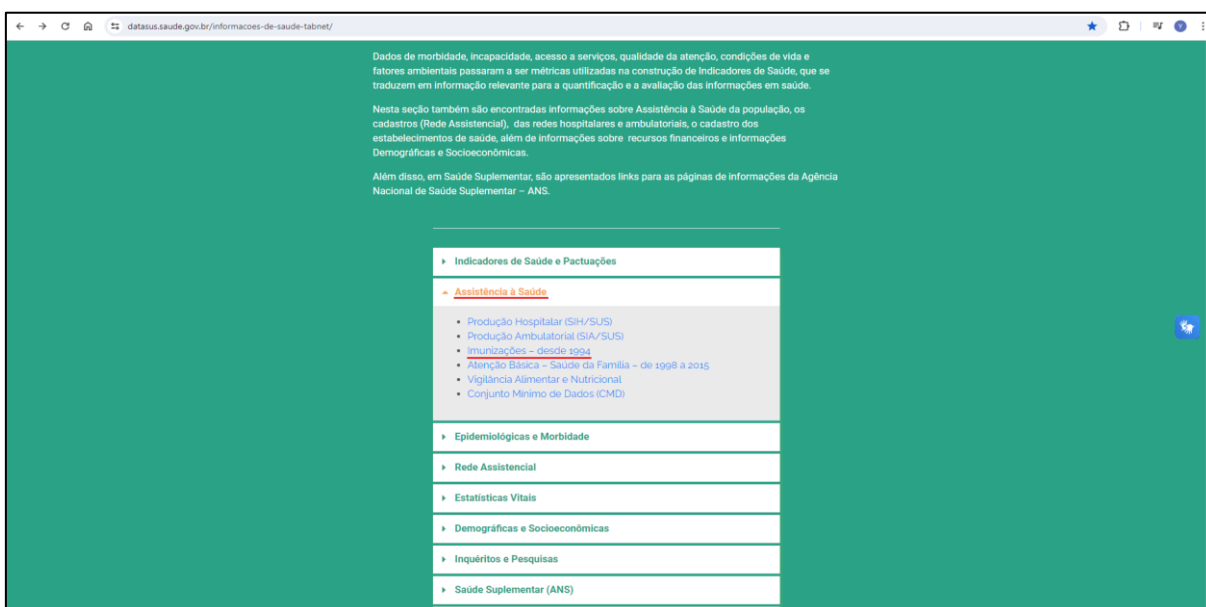 datasus.saude.gov.br/informacoes-de-saude-tabnet/
Dados de morbidade, incapacidade, acesso a serviços, qualidade da atenção, condições de vida e
fatores ambientais passaram a ser métricas utilizadas na construção de Indicadores de Saúde, que se
traduzem em informação relevante para a quantificação e a avaliação das informações em saúde.
Nesta seção também são encontradas informações sobre Assistência à Saúde da população, os
cadastros (Rede Assistencial), das redes hospitalares e ambulatoriais, o cadastro dos
estabelecimentos de saúde, além de informações sobre recursos financeiros e informações
Demográficas e Socioeconômicas.
Além disso, em Saúde Suplementar, são apresentados links para as páginas de informações da Agência
Nacional de Saúde Suplementar – ANS.
Indicadores de Saúde e Pactuações
Assistência à Saúde
Produção Hospitalar (SIH/SUS)
Produção Ambulatorial (SIA/SUS)
Imunizações – desde 1994
Atenção Básica – Saúde da Família – de 1998 a 2015
Vigilância Alimentar e Nutricional
Conjunto Mínimo de Dados (CMD)
Epidemiológicas e Morbidade
Rede Assistencial
Estatísticas Vitais
Demográficas e Socioeconômicas
Inquéritos e Pesquisas
Saúde Suplementar (ANS)